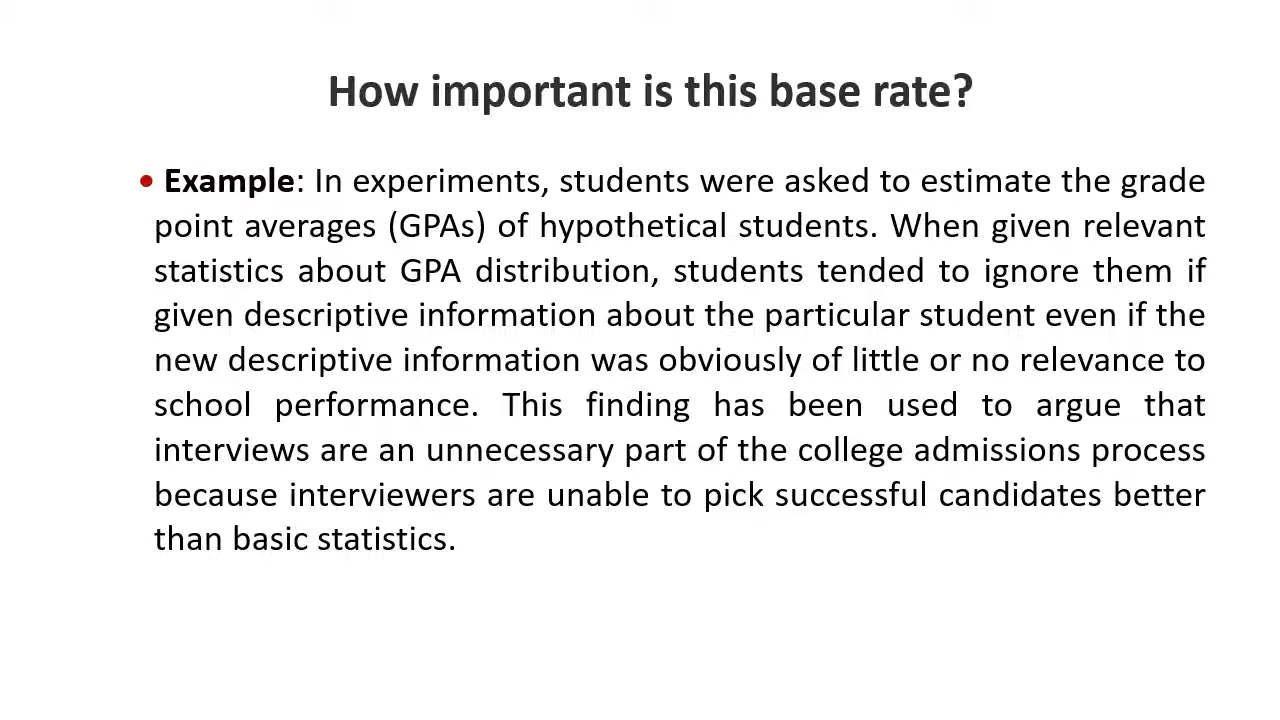 How important is this base rate?
• Example: In experiments, students were asked to estimate the grade
point averages (GPAs) of hypothetical students. When given relevant
statistics about GPA distribution, students tended to ignore them if
given descriptive information about the particular student even if the
new descriptive information was obviously of little or no relevance to
school performance. This finding has been used to argue that
interviews are an unnecessary part of the college admissions process
because interviewers are unable to pick successful candidates better
than basic statistics.